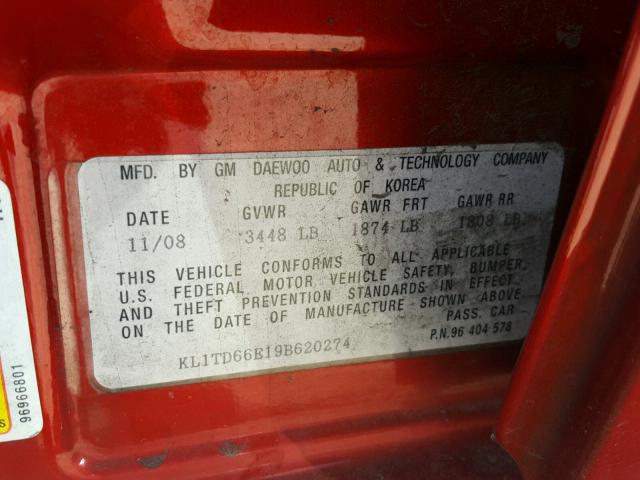 MFD. BY GM DAEWOO AUTO & TECHNOLOGY COMPANY
REPUBLIC OF KOREA
DATE GVWR GAWR FRT GAWR RR
11/08 3448 LB 1874 LB 1808 LB
THIS VEHICLE CONFORMS TO ALL APPLICABLE
U.S. FEDERAL MOTOR VEHICLE SAFETY, BUMPER,
AND THEFT PREVENTION STANDARDS IN EFFECT
ON THE DATE OF MANUFACTURE SHOWN ABOVE
PASS. CAR
KL1TD66E19B620274 P.N. 96 404 578
96966801